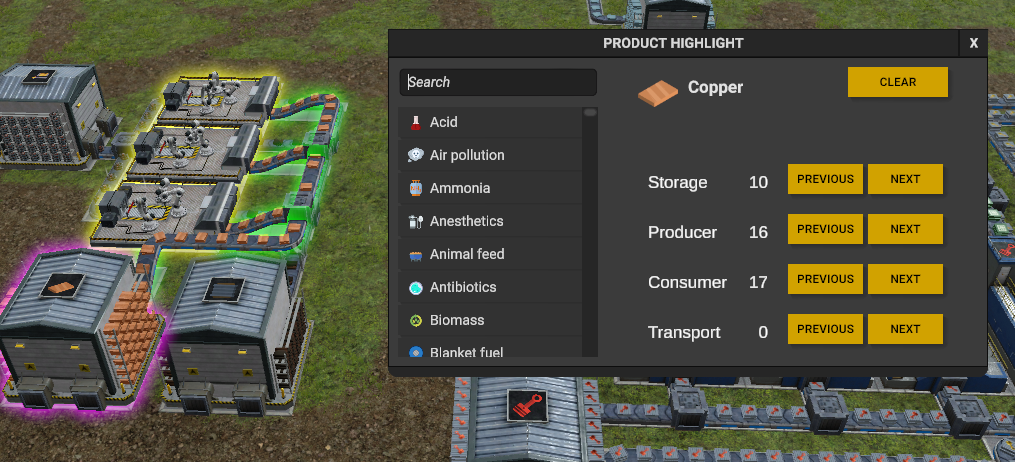 PRODUCT HIGHLIGHT
X
Search
Copper
CLEAR
Acid
Air pollution
Ammonia
Anesthetics
Animal feed
Antibiotics
Biomass
Blanket fuel
Storage 10 PREVIOUS NEXT
Producer 16 PREVIOUS NEXT
Consumer 17 PREVIOUS NEXT
Transport 0 PREVIOUS NEXT